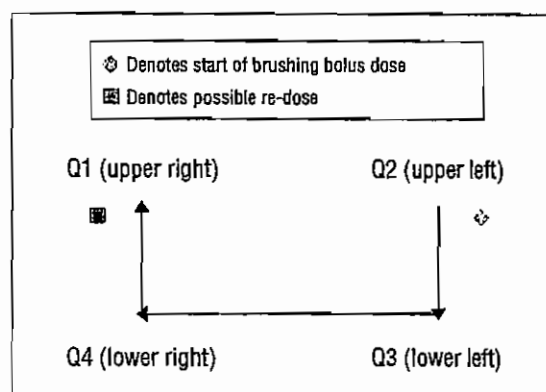 Denotes start of brushing bolus dose
Denotes possible re-dose
Q1 (upper right) Q2 (upper left)
Q4 (lower right) Q3 (lower left)